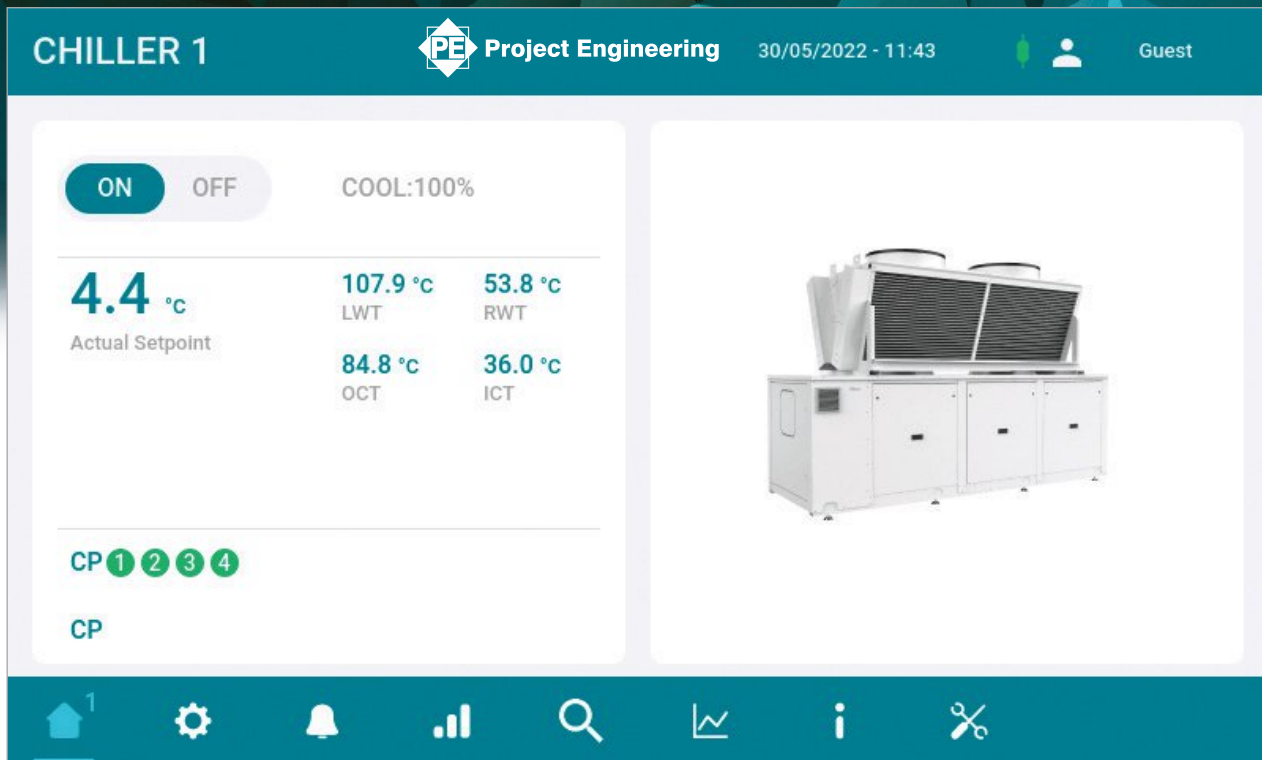 CHILLER 1
PE Project Engineering
30/05/2022 - 11:43
Guest
ON OFF
COOL:100%
4.4 °C
Actual Setpoint
107.9 °C
LWT
53.8 °C
RWT
84.8 °C
OCT
36.0 °C
ICT
CP 1 2 3 4
CP
1